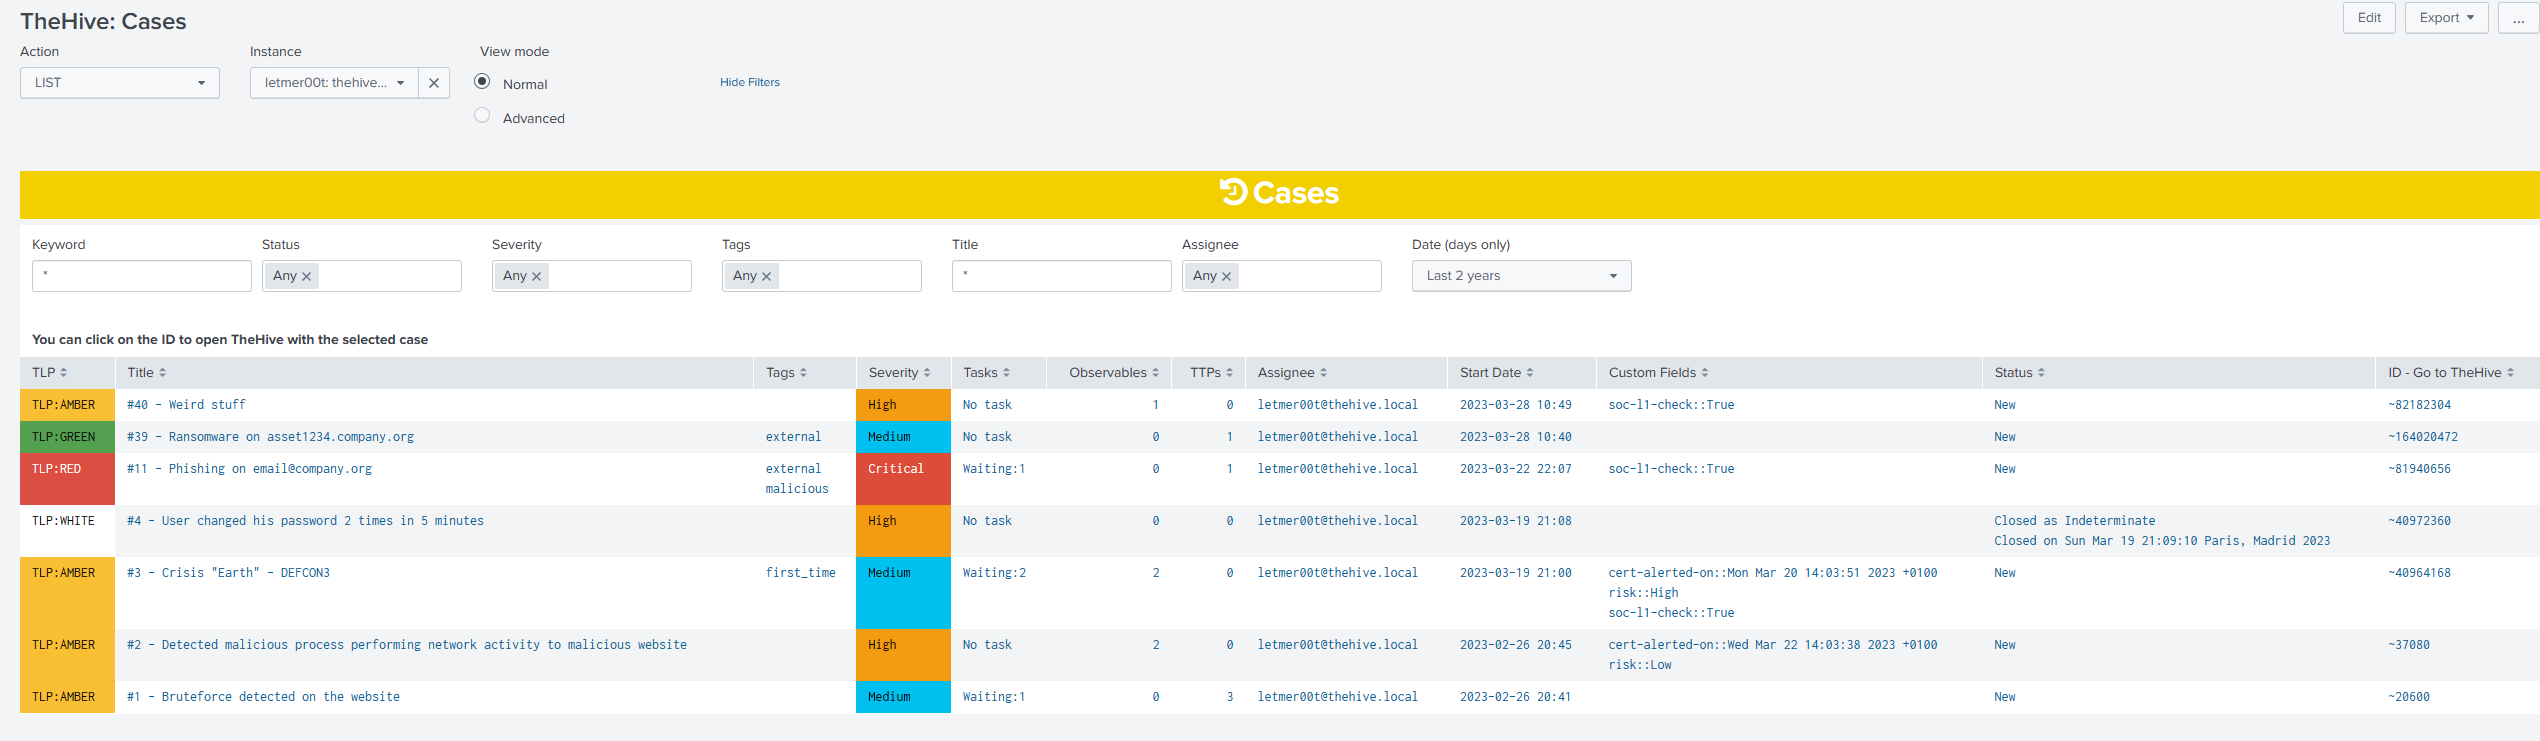 TheHive: Cases
Edit Export ...
Action Instance View mode
LIST letmer00t: thehive... Normal Hide Filters
Advanced
Cases
Keyword Status Severity Tags Title Assignee Date (days only)
* Any Any Any * Any Last 2 years
You can click on the ID to open TheHive with the selected case
TLP Title Tags Severity Tasks Observables TTPs Assignee Start Date Custom Fields Status ID - Go to TheHive
TLP:AMBER #40 - Weird stuff High No task 1 0 letmer00t@thehive.local 2023-03-28 10:49 soc-l1-check::True New ~82182304
TLP:GREEN #39 - Ransomware on asset1234.company.org external Medium No task 0 1 letmer00t@thehive.local 2023-03-28 10:40 New ~164020472
TLP:RED #11 - Phishing on email@company.org external Critical Waiting:1 0 1 letmer00t@thehive.local 2023-03-22 22:07 soc-l1-check::True New ~81940656
malicious
TLP:WHITE #4 - User changed his password 2 times in 5 minutes High No task 0 0 letmer00t@thehive.local 2023-03-19 21:08 Closed as Indeterminate ~40972360
Closed on Sun Mar 19 21:09:10 Paris, Madrid 2023
TLP:AMBER #3 - Crisis "Earth" - DEFCON3 first_time Medium Waiting:2 2 0 letmer00t@thehive.local 2023-03-19 21:00 cert-alerted-on::Mon Mar 20 14:03:51 2023 +0100 New ~40964168
risk::High
soc-l1-check::True
TLP:AMBER #2 - Detected malicious process performing network activity to malicious website High No task 2 0 letmer00t@thehive.local 2023-02-26 20:45 cert-alerted-on::Wed Mar 22 14:03:38 2023 +0100 New ~37080
risk::Low
TLP:AMBER #1 - Bruteforce detected on the website Medium Waiting:1 0 3 letmer00t@thehive.local 2023-02-26 20:41 New ~20600